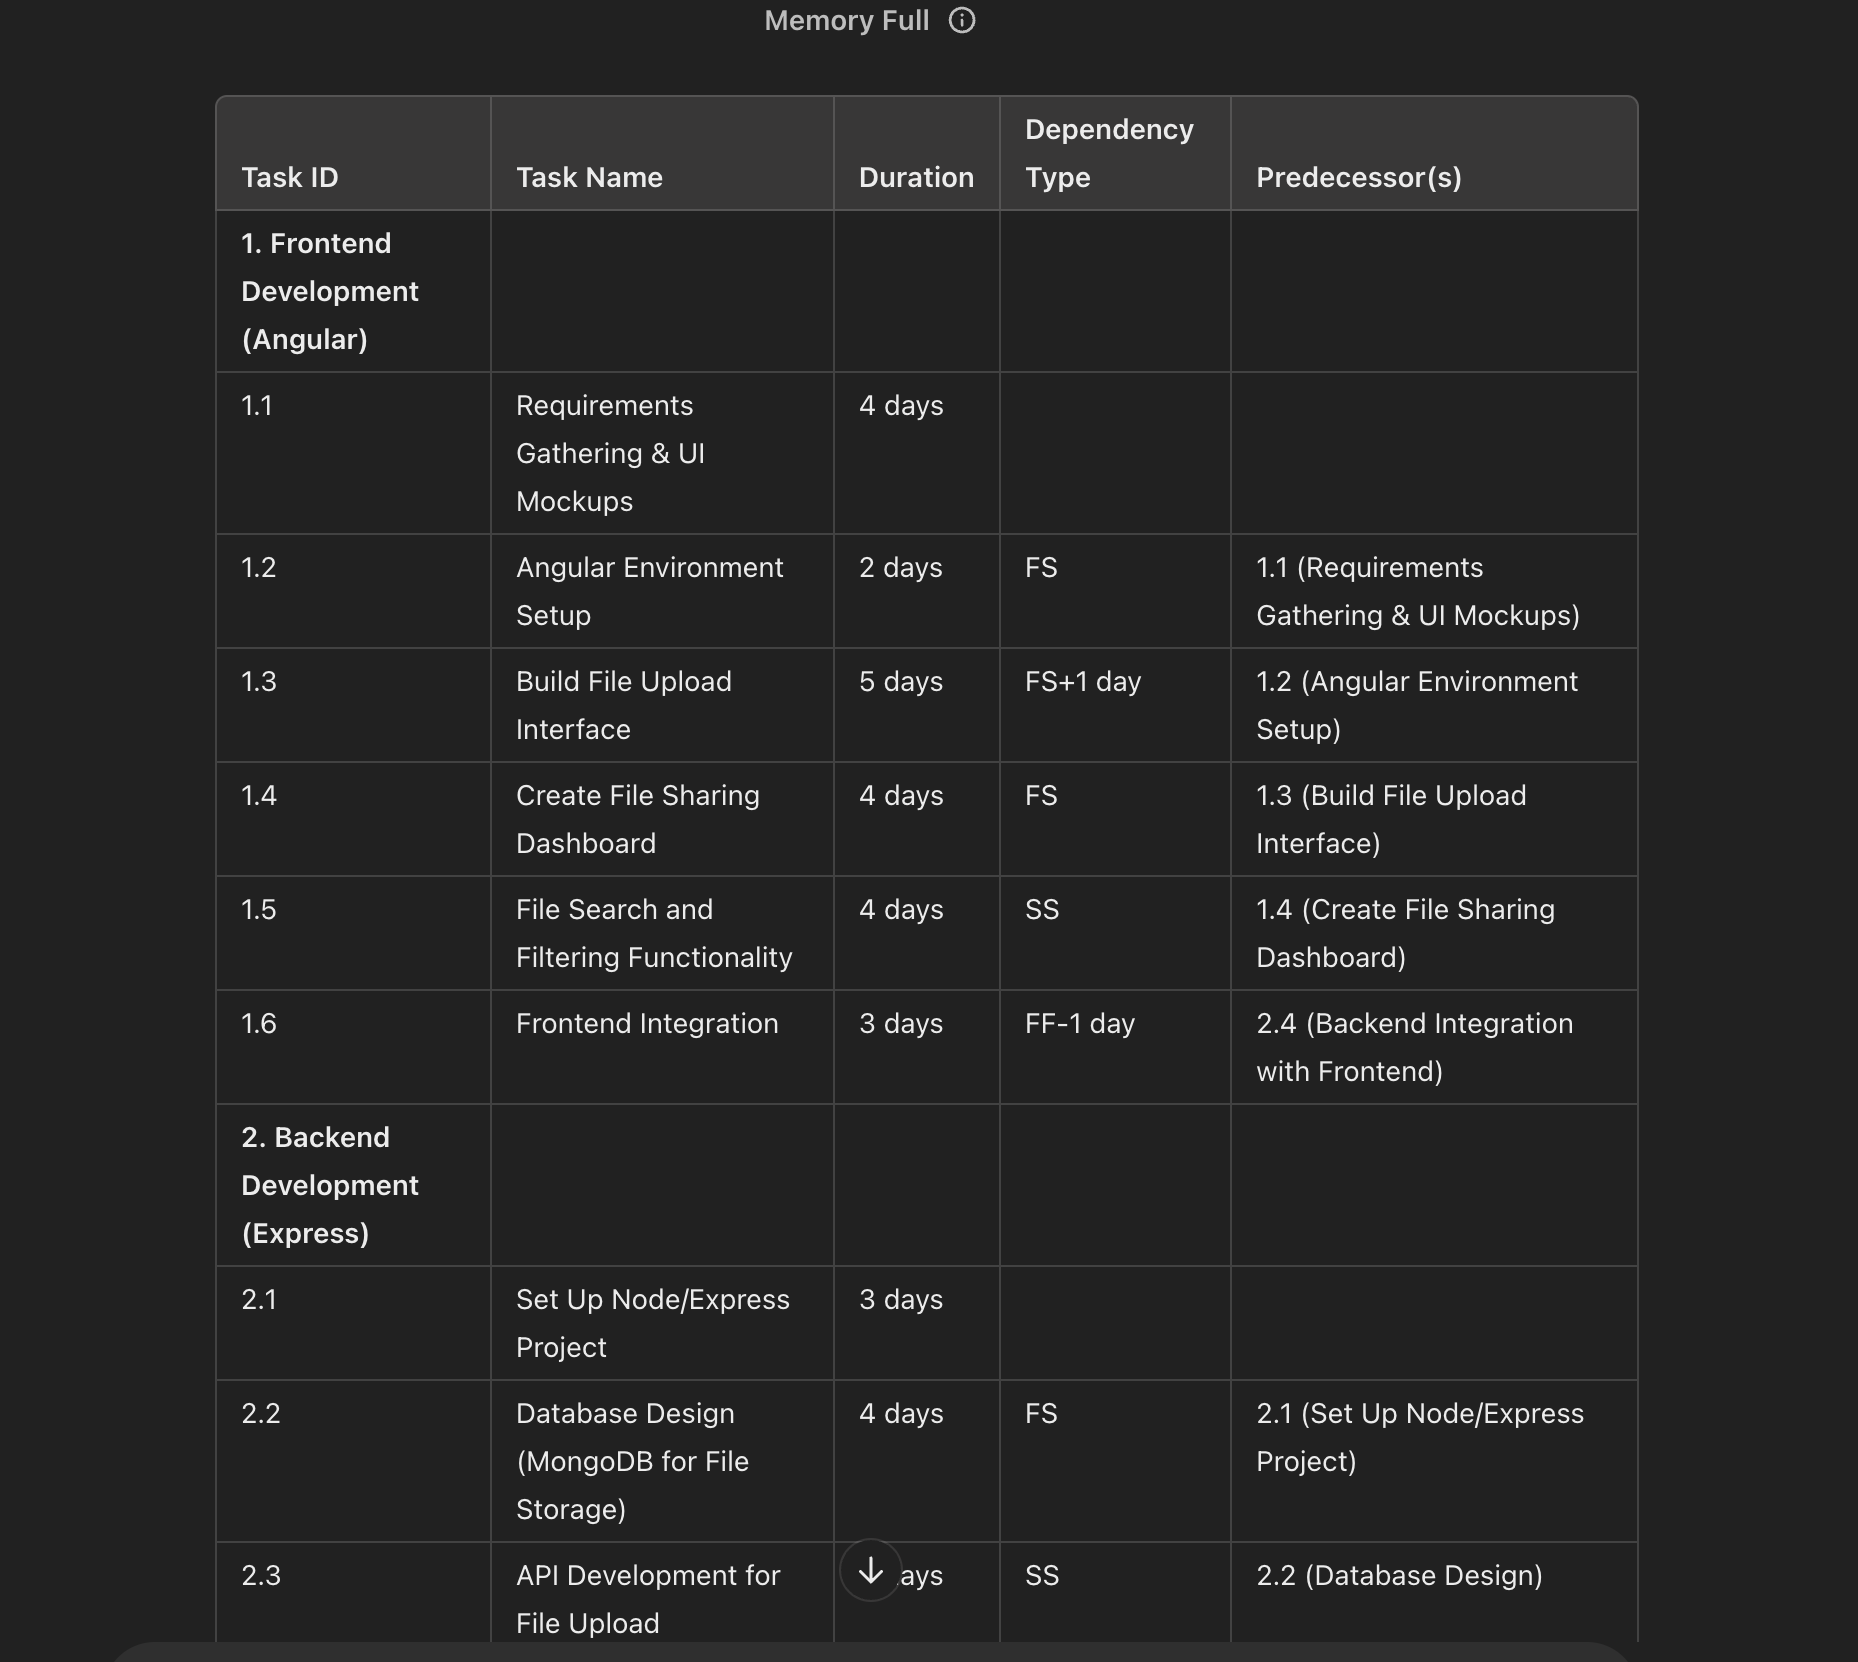 Memory Full
Task ID
Task Name
Duration
Dependency
Type
Predecessor(s)
1. Frontend
Development
(Angular)
1.1
Requirements
Gathering & UI
Mockups
4 days
1.2
Angular Environment
Setup
2 days
FS
1.1 (Requirements
Gathering & UI Mockups)
1.3
Build File Upload
Interface
5 days
FS+1 day
1.2 (Angular Environment
Setup)
1.4
Create File Sharing
Dashboard
4 days
FS
1.3 (Build File Upload
Interface)
1.5
File Search and
Filtering Functionality
4 days
SS
1.4 (Create File Sharing
Dashboard)
1.6
Frontend Integration
3 days
FF-1 day
2.4 (Backend Integration
with Frontend)
2. Backend
Development
(Express)
2.1
Set Up Node/Express
Project
3 days
2.2
Database Design
(MongoDB for File
Storage)
4 days
FS
2.1 (Set Up Node/Express
Project)
2.3
API Development for
File Upload
SS
2.2 (Database Design)